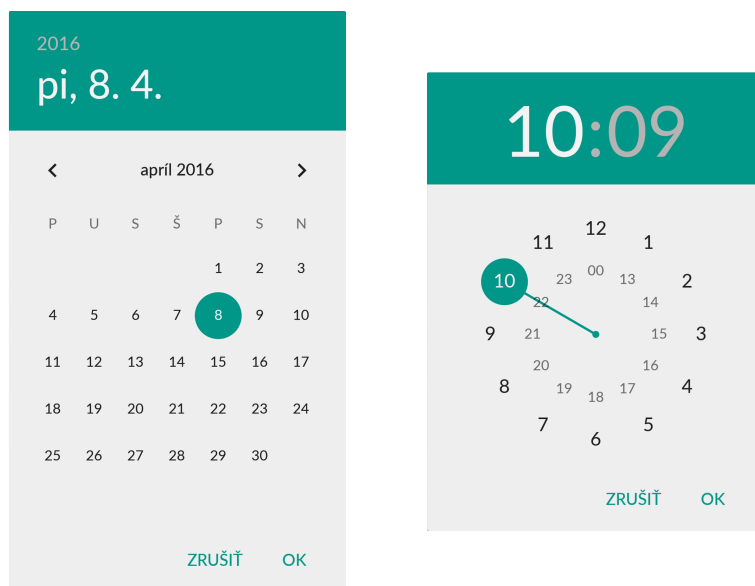 2016
pi, 8. 4.
apríl 2016
P U S Š P S N
1 2 3
4 5 6 7 8 9 10
11 12 13 14 15 16 17
18 19 20 21 22 23 24
25 26 27 28 29 30
ZRUŠIŤ OK
10:09
12
11 1
00
23 13
10 2
22 14
9 21 15 3
20 16
8 19 17 4
18
7 5
6
ZRUŠIŤ OK